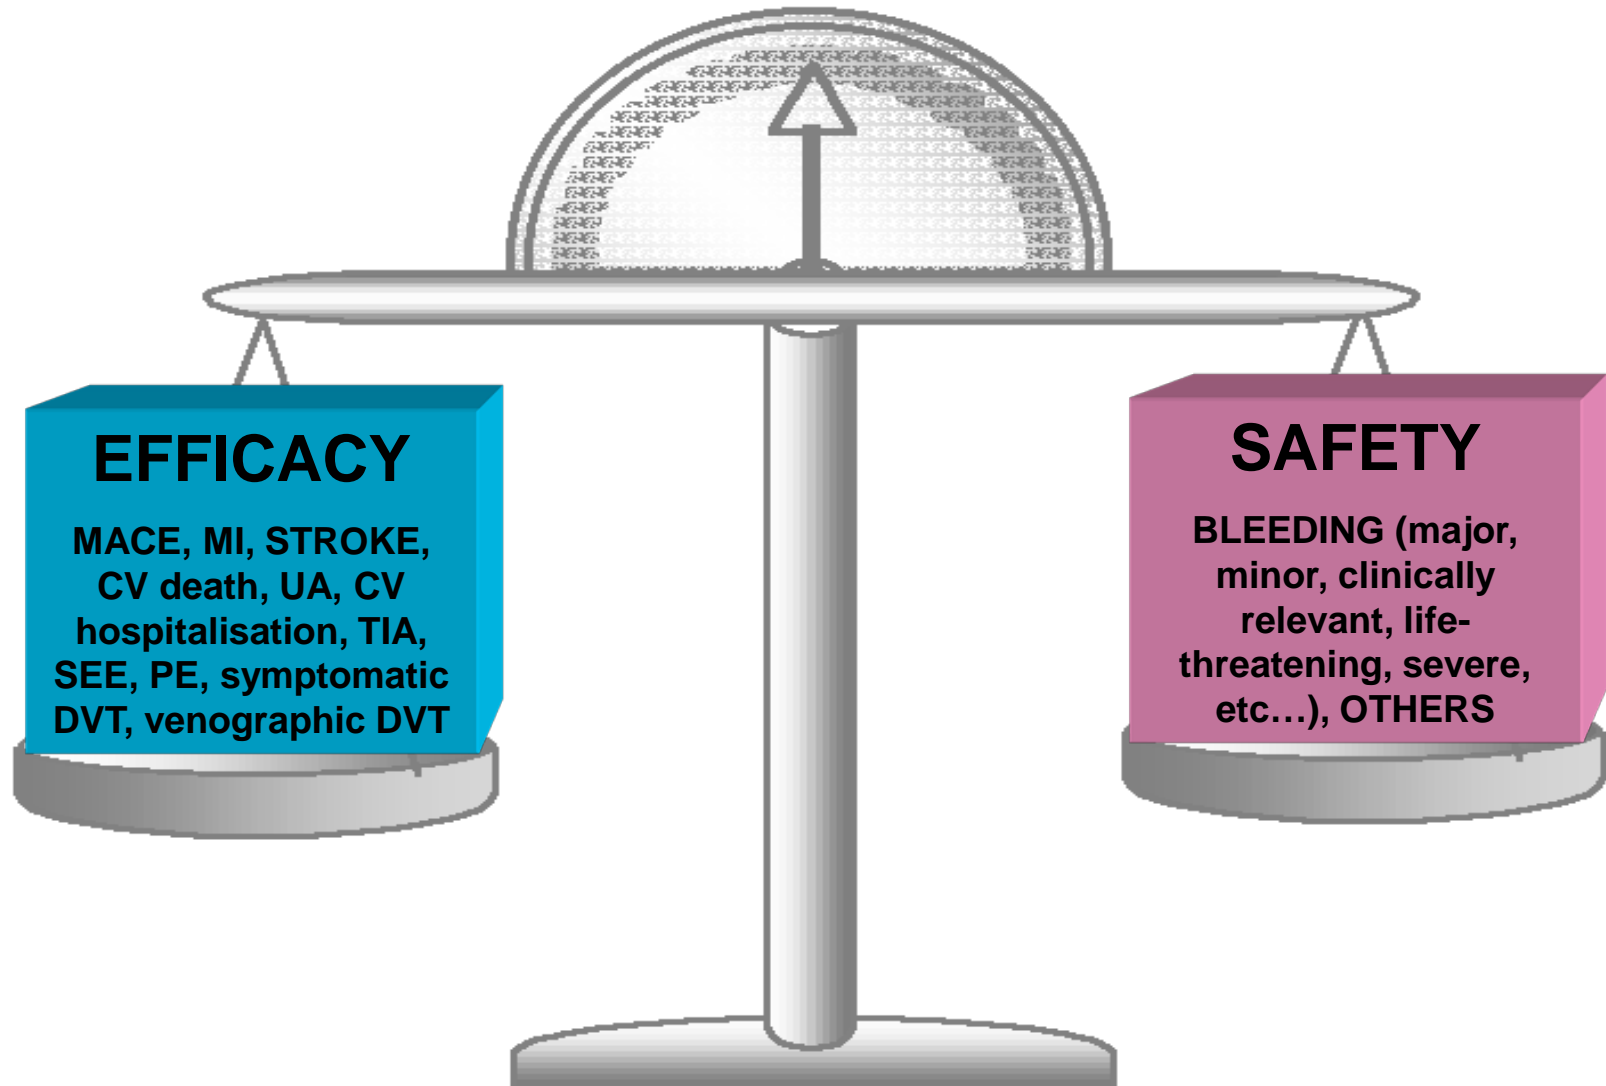 EFFICACY
MACE, MI, STROKE,
CV death, UA, CV
hospitalisation, TIA,
SEE, PE, symptomatic
DVT, venographic DVT
SAFETY
BLEEDING (major,
minor, clinically
relevant, life-
threatening, severe,
etc…), OTHERS